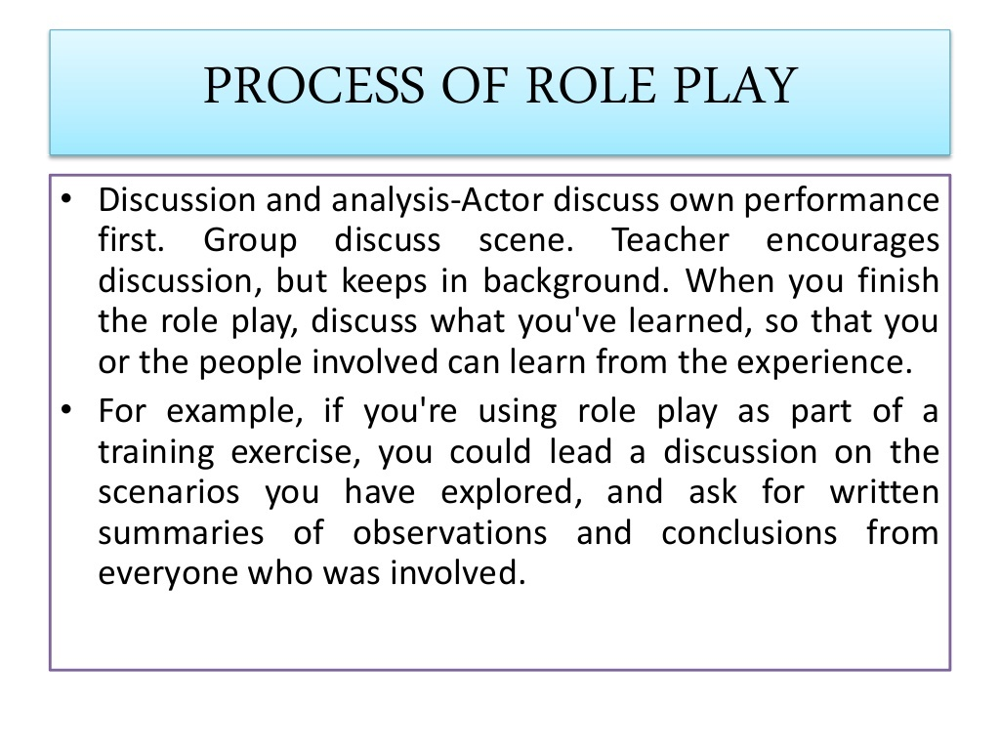 PROCESS OF ROLE PLAY
• Discussion and analysis-Actor discuss own performance
first. Group discuss scene. Teacher encourages
discussion, but keeps in background. When you finish
the role play, discuss what you've learned, so that you
or the people involved can learn from the experience.
• For example, if you're using role play as part of a
training exercise, you could lead a discussion on the
scenarios you have explored, and ask for written
summaries of observations and conclusions from
everyone who was involved.